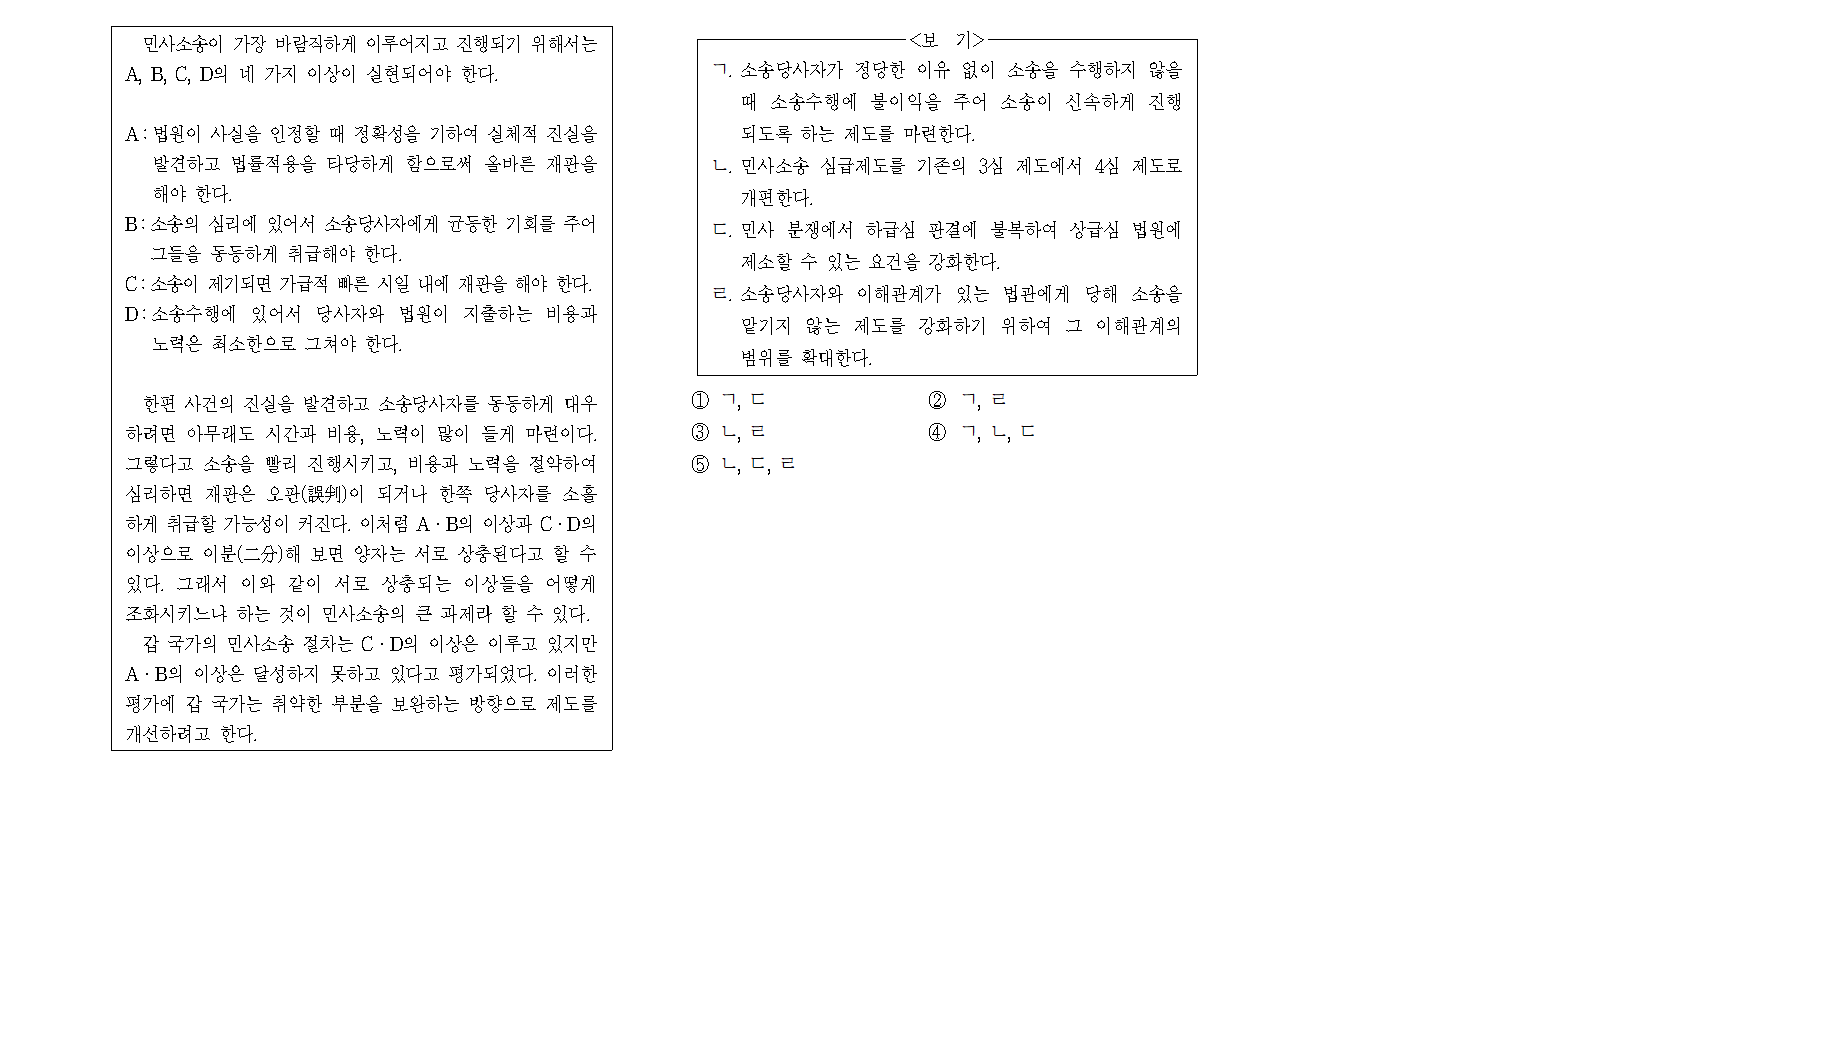 민사소송이 가장 바람직하게 이루어지고 진행되기 위해서는
A, B, C, D의 네 가지 이상이 실현되어야 한다.
A : 법원이 사실을 인정할 때 정확성을 기하여 실체적 진실을
발견하고 법률적용을 타당하게 함으로써 올바른 재판을
해야 한다.
B : 소송의 심리에 있어서 소송당사자에게 균등한 기회를 주어
그들을 동등하게 취급해야 한다.
C : 소송이 제기되면 가급적 빠른 시일 내에 재판을 해야 한다.
D : 소송수행에 있어서 당사자와 법원이 지출하는 비용과
노력은 최소한으로 그쳐야 한다.
한편 사건의 진실을 발견하고 소송당사자를 동등하게 대우
하려면 아무래도 시간과 비용, 노력이 많이 들게 마련이다.
그렇다고 소송을 빨리 진행시키고, 비용과 노력을 절약하여
심리하면 재판은 오판(誤判)이 되거나 한쪽 당사자를 소홀
하게 취급할 가능성이 커진다. 이처럼 A · B의 이상과 C · D의
이상으로 이분(二分)해 보면 양자는 서로 상충된다고 할 수
있다. 그래서 이와 같이 서로 상충되는 이상들을 어떻게
조화시키느냐 하는 것이 민사소송의 큰 과제라 할 수 있다.
갑 국가의 민사소송 절차는 C · D의 이상은 이루고 있지만
A · B의 이상은 달성하지 못하고 있다고 평가되었다. 이러한
평가에 갑 국가는 취약한 부분을 보완하는 방향으로 제도를
개선하려고 한다.
<보 기>
ㄱ. 소송당사자가 정당한 이유 없이 소송을 수행하지 않을
때 소송수행에 불이익을 주어 소송이 신속하게 진행
되도록 하는 제도를 마련한다.
ㄴ. 민사소송 심급제도를 기존의 3심 제도에서 4심 제도로
개편한다.
ㄷ. 민사 분쟁에서 하급심 판결에 불복하여 상급심 법원에
제소할 수 있는 요건을 강화한다.
ㄹ. 소송당사자와 이해관계가 있는 법관에게 당해 소송을
맡기지 않는 제도를 강화하기 위하여 그 이해관계의
범위를 확대한다.
① ㄱ, ㄷ ② ㄱ, ㄹ
③ ㄴ, ㄹ ④ ㄱ, ㄴ, ㄷ
⑤ ㄴ, ㄷ, ㄹ